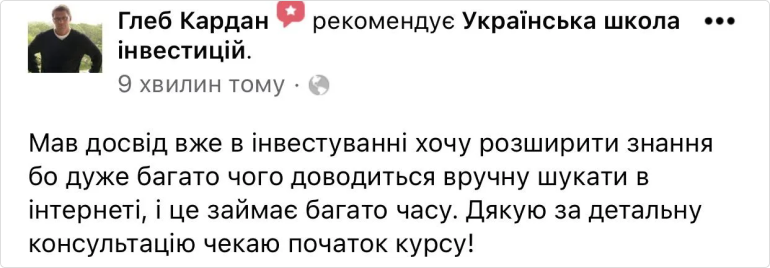 Глеб Кардан рекомендує Українська школа
інвестицій.
9 хвилин тому ·
Мав досвід вже в інвестуванні хочу розширити знання
бо дуже багато чого доводиться вручну шукати в
інтернеті, і це займає багато часу. Дякую за детальну
консультацію чекаю початок курсу!